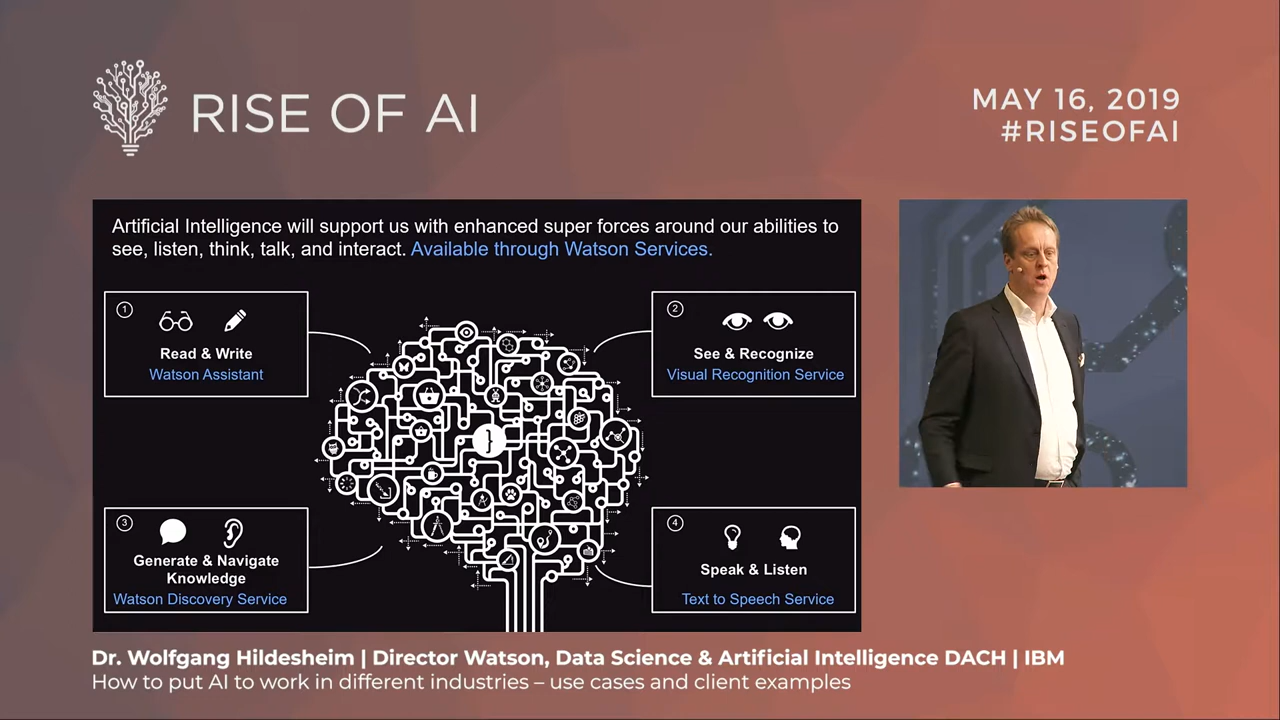 RISE OF AI
MAY 16, 2019
#RISEOFAI
Artificial Intelligence will support us with enhanced super forces around our abilities to
see, listen, think, talk, and interact. Available through Watson Services.
1
Read & Write
Watson Assistant
2
See & Recognize
Visual Recognition Service
}
3
Generate & Navigate
Knowledge
Watson Discovery Service
4
Speak & Listen
Text to Speech Service
Dr. Wolfgang Hildesheim | Director Watson, Data Science & Artificial Intelligence DACH | IBM
How to put AI to work in different industries – use cases and client examples